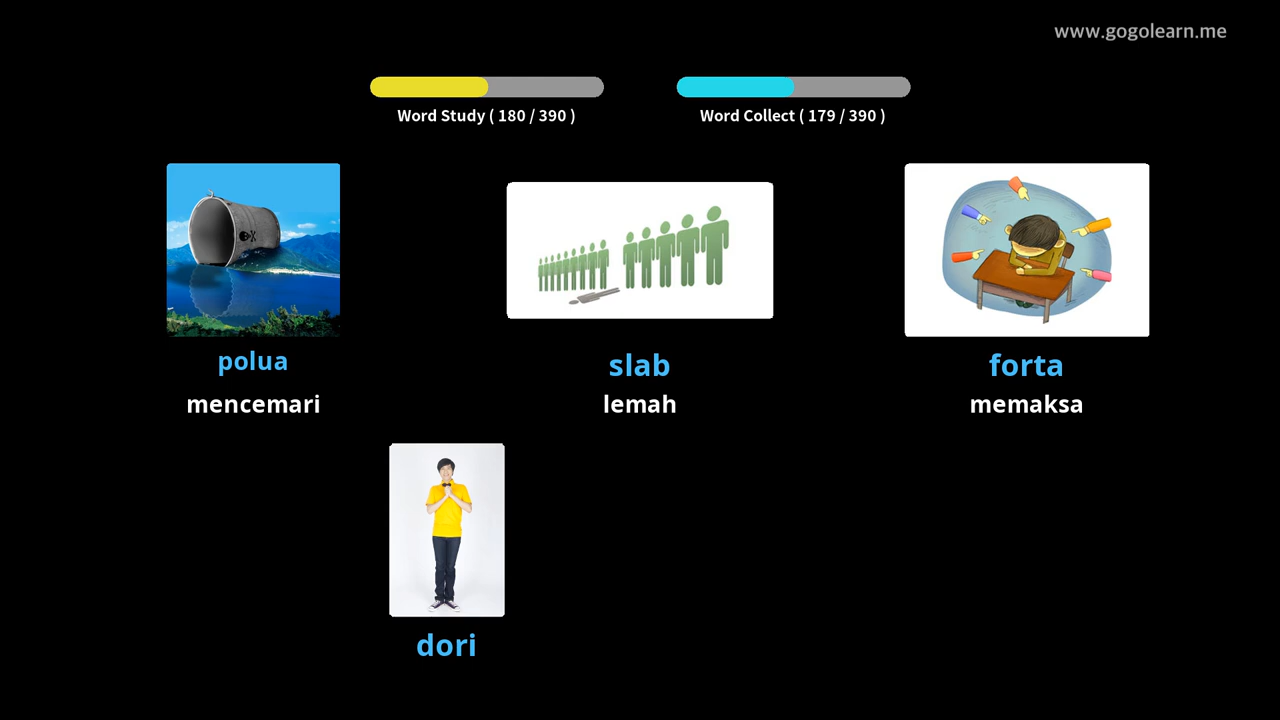 www.gogolearn.me
Word Study ( 180 / 390 )
Word Collect ( 179 / 390 )
polua
mencemari
slab
lemah
forta
memaksa
dori